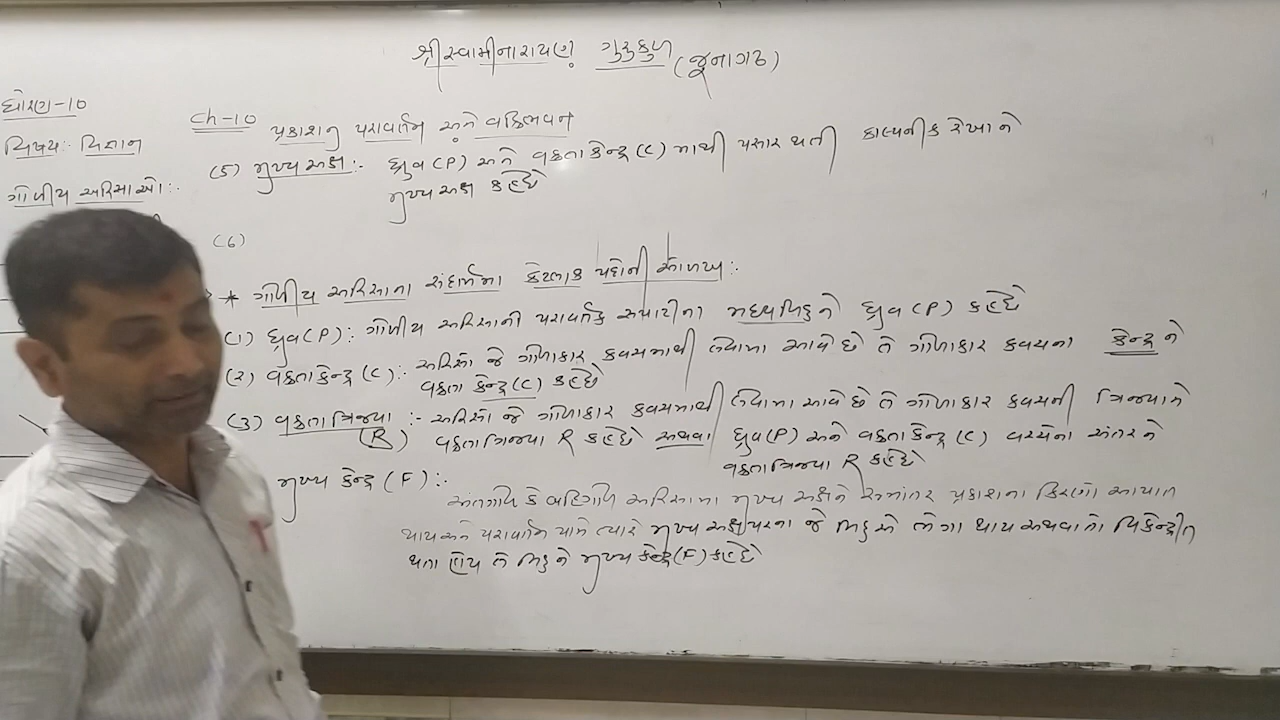 શ્રી સ્વામીનારાયણ ગુરુકુળ (જૂનાગઢ)
ધોરણ-10
વિષય:- વિજ્ઞાન
ગોળીય અરિસાઓ:-
Ch-10 પ્રકાશનું પરાવર્તન અને વક્રિભવન
(5) મુખ્ય અક્ષ:- ધ્રુવ (P) અને વક્રતા કેન્દ્ર (C) માથી પસાર થતી કાલ્પનીક રેખાને
મુખ્ય અક્ષ કહે છે
(6)
* ગોળીય અરિસાના સંદર્ભમા કેટલાક પદોની ઓળખ:-
(1) ધ્રુવ (P): ગોળીય અરિસાની પરાવર્તક સપાટીના મધ્યબિંદુને ધ્રુવ (P) કહે છે
(2) વક્રતા કેન્દ્ર (C):- અરિસો જે ગોળાકાર કવચમાથી લેવામા આવે છે તે ગોળાકાર કવચના કેન્દ્રને
વક્રતા કેન્દ્ર (C) કહે છે
(3) વક્રતા ત્રિજ્યા (R) :- અરિસો જે ગોળાકાર કવચમાથી લેવામા આવે છે તે ગોળાકાર કવચની ત્રિજ્યાને
વક્રતા ત્રિજ્યા R કહે છે અથવા ધ્રુવ (P) અને વક્રતા કેન્દ્ર (C) વચ્ચેના અંતરને
વક્રતા ત્રિજ્યા R કહે છે
મુખ્ય કેન્દ્ર (F):-
અંતર્ગોળ કે બહિર્ગોળ અરિસામા મુખ્ય અક્ષને સમાંતર પ્રકાશના કિરણો આપાત
થાય અને પરાવર્તન પામે ત્યારે મુખ્ય અક્ષ પરના જે બિંદુએ ભેગા થાય અથવા તો વિકેન્દ્રીત
થતા હોય તે બિંદુને મુખ્ય કેન્દ્ર (F) કહે છે